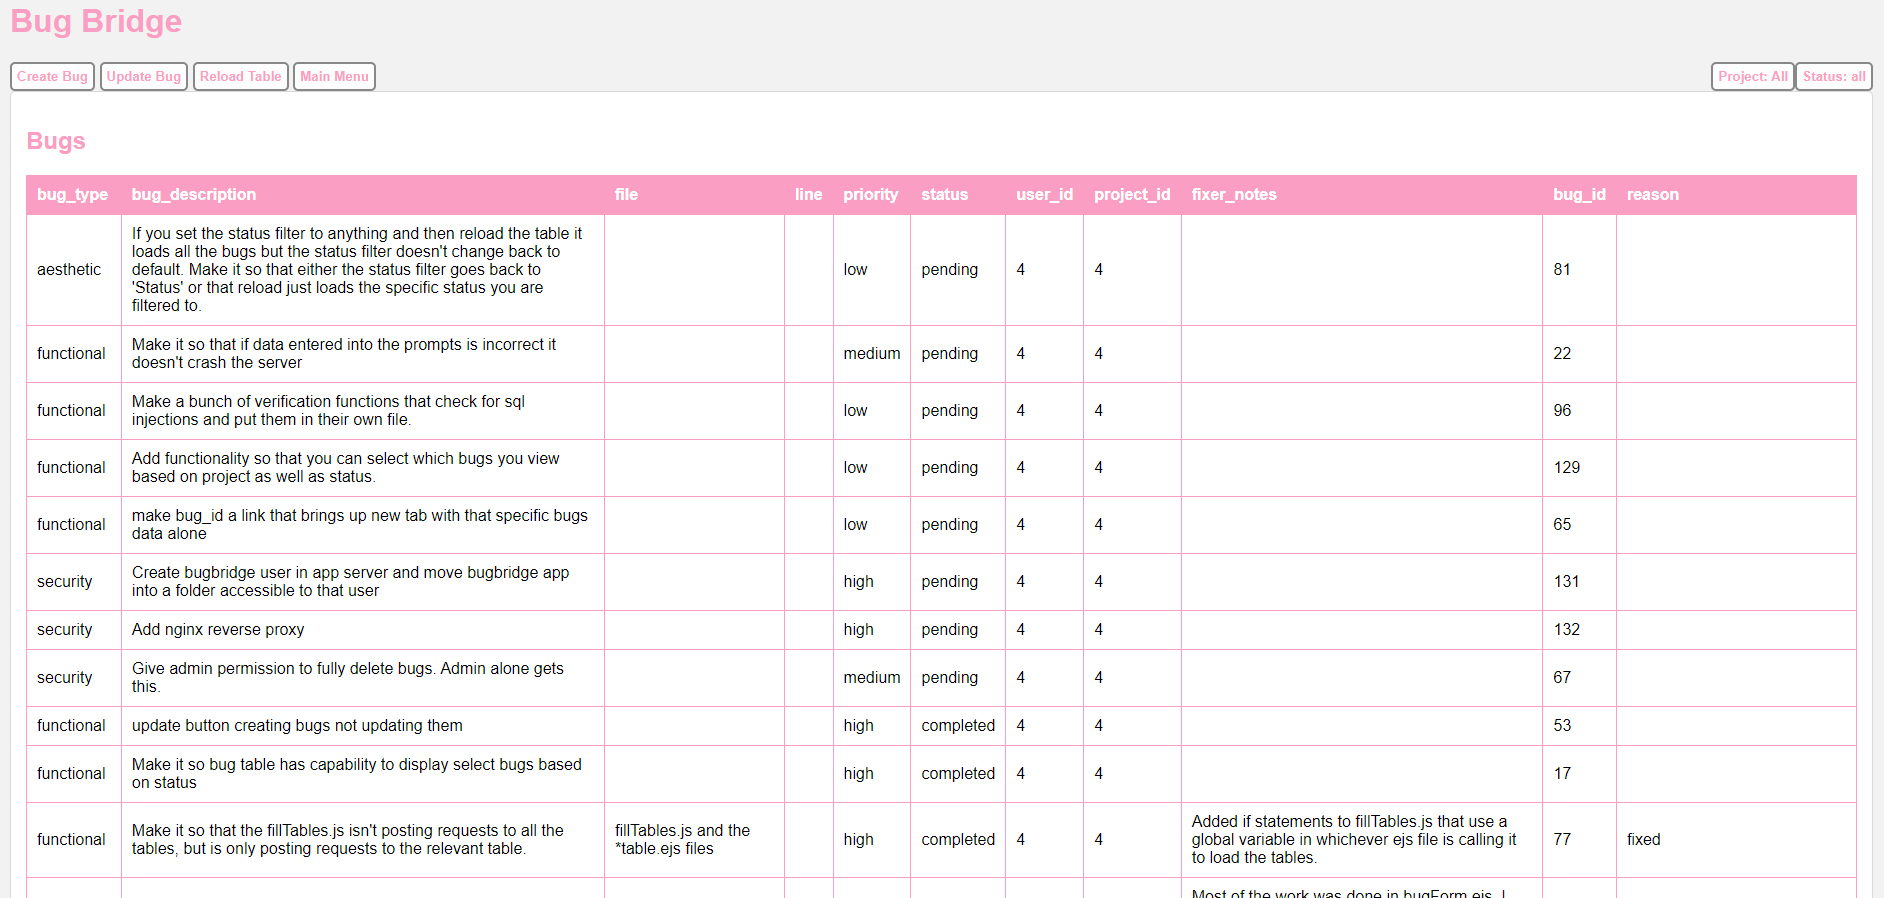 Bug Bridge
Create Bug Update Bug Reload Table Main Menu Project: All Status: all
Bugs
bug_type bug_description file line priority status user_id project_id fixer_notes bug_id reason
If you set the status filter to anything and then reload the table it
loads all the bugs but the status filter doesn't change back to
aesthetic default. Make it so that either the status filter goes back to low pending 4 4 81
'Status' or that reload just loads the specific status you are
filtered to.
functional Make it so that if data entered into the prompts is incorrect it medium pending 4 4 22
doesn't crash the server
functional Make a bunch of verification functions that check for sql low pending 4 4 96
injections and put them in their own file.
functional Add functionality so that you can select which bugs you view low pending 4 4 129
based on project as well as status.
functional make bug_id a link that brings up new tab with that specific bugs low pending 4 4 65
data alone
security Create bugbridge user in app server and move bugbridge app high pending 4 4 131
into a folder accessible to that user
security Add nginx reverse proxy high pending 4 4 132
security Give admin permission to fully delete bugs. Admin alone gets medium pending 4 4 67
this.
functional update button creating bugs not updating them high completed 4 4 53
functional Make it so bug table has capability to display select bugs based high completed 4 4 17
on status
Added if statements to fillTables.js that use a
functional Make it so that the fillTables.js isn't posting requests to all the fillTables.js and the high completed 4 4 global variable in whichever ejs file is calling it 77 fixed
tables, but is only posting requests to the relevant table. *table.ejs files to load the tables.
Most of the work was done in bugForm.ejs. I